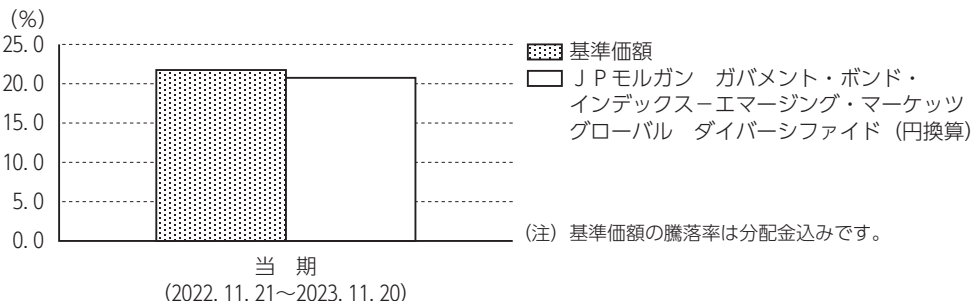 (%)
25.0
20.0
15.0
10.0
5.0
0.0
当 期
(2022. 11. 21～2023. 11. 20)
基準価額
ＪＰモルガン ガバメント・ボンド・
インデックス－エマージング・マーケッツ
グローバル ダイバーシファイド（円換算）
（注）基準価額の騰落率は分配金込みです。